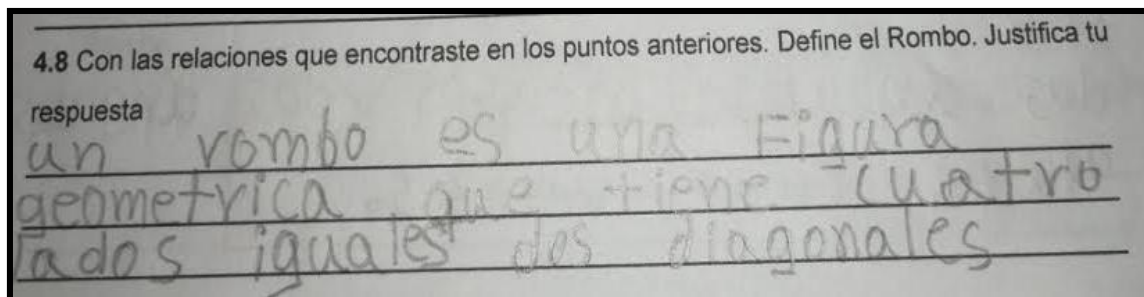 4.8 Con las relaciones que encontraste en los puntos anteriores. Define el Rombo. Justifica tu
respuesta
un rombo es una Figura
geometrica que tiene cuatro
lados iguales dos diagonales